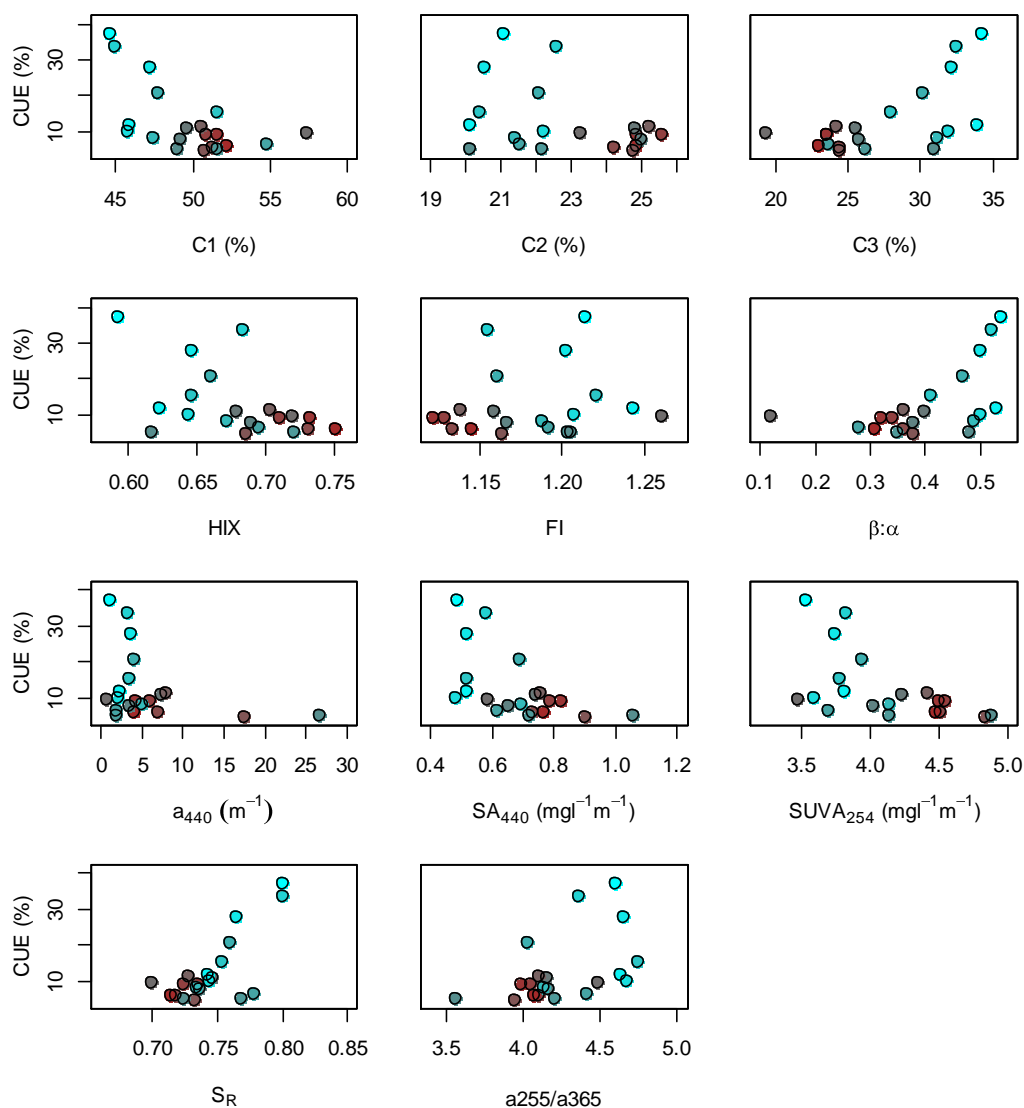 CUE (%)
10 30
45 50 55 60
C1 (%)
19 21 23 25
C2 (%)
20 25 30 35
C3 (%)
CUE (%)
10 30
0.60 0.65 0.70 0.75
HIX
1.15 1.20 1.25
FI
0.1 0.2 0.3 0.4 0.5
β:α
CUE (%)
10 30
0 5 10 15 20 25 30
a₄₄₀ (m⁻¹)
0.4 0.6 0.8 1.0 1.2
SA₄₄₀ (mgl⁻¹m⁻¹)
3.5 4.0 4.5 5.0
SUVA₂₅₄ (mgl⁻¹m⁻¹)
CUE (%)
10 30
0.70 0.75 0.80 0.85
S_R
3.5 4.0 4.5 5.0
a255/a365